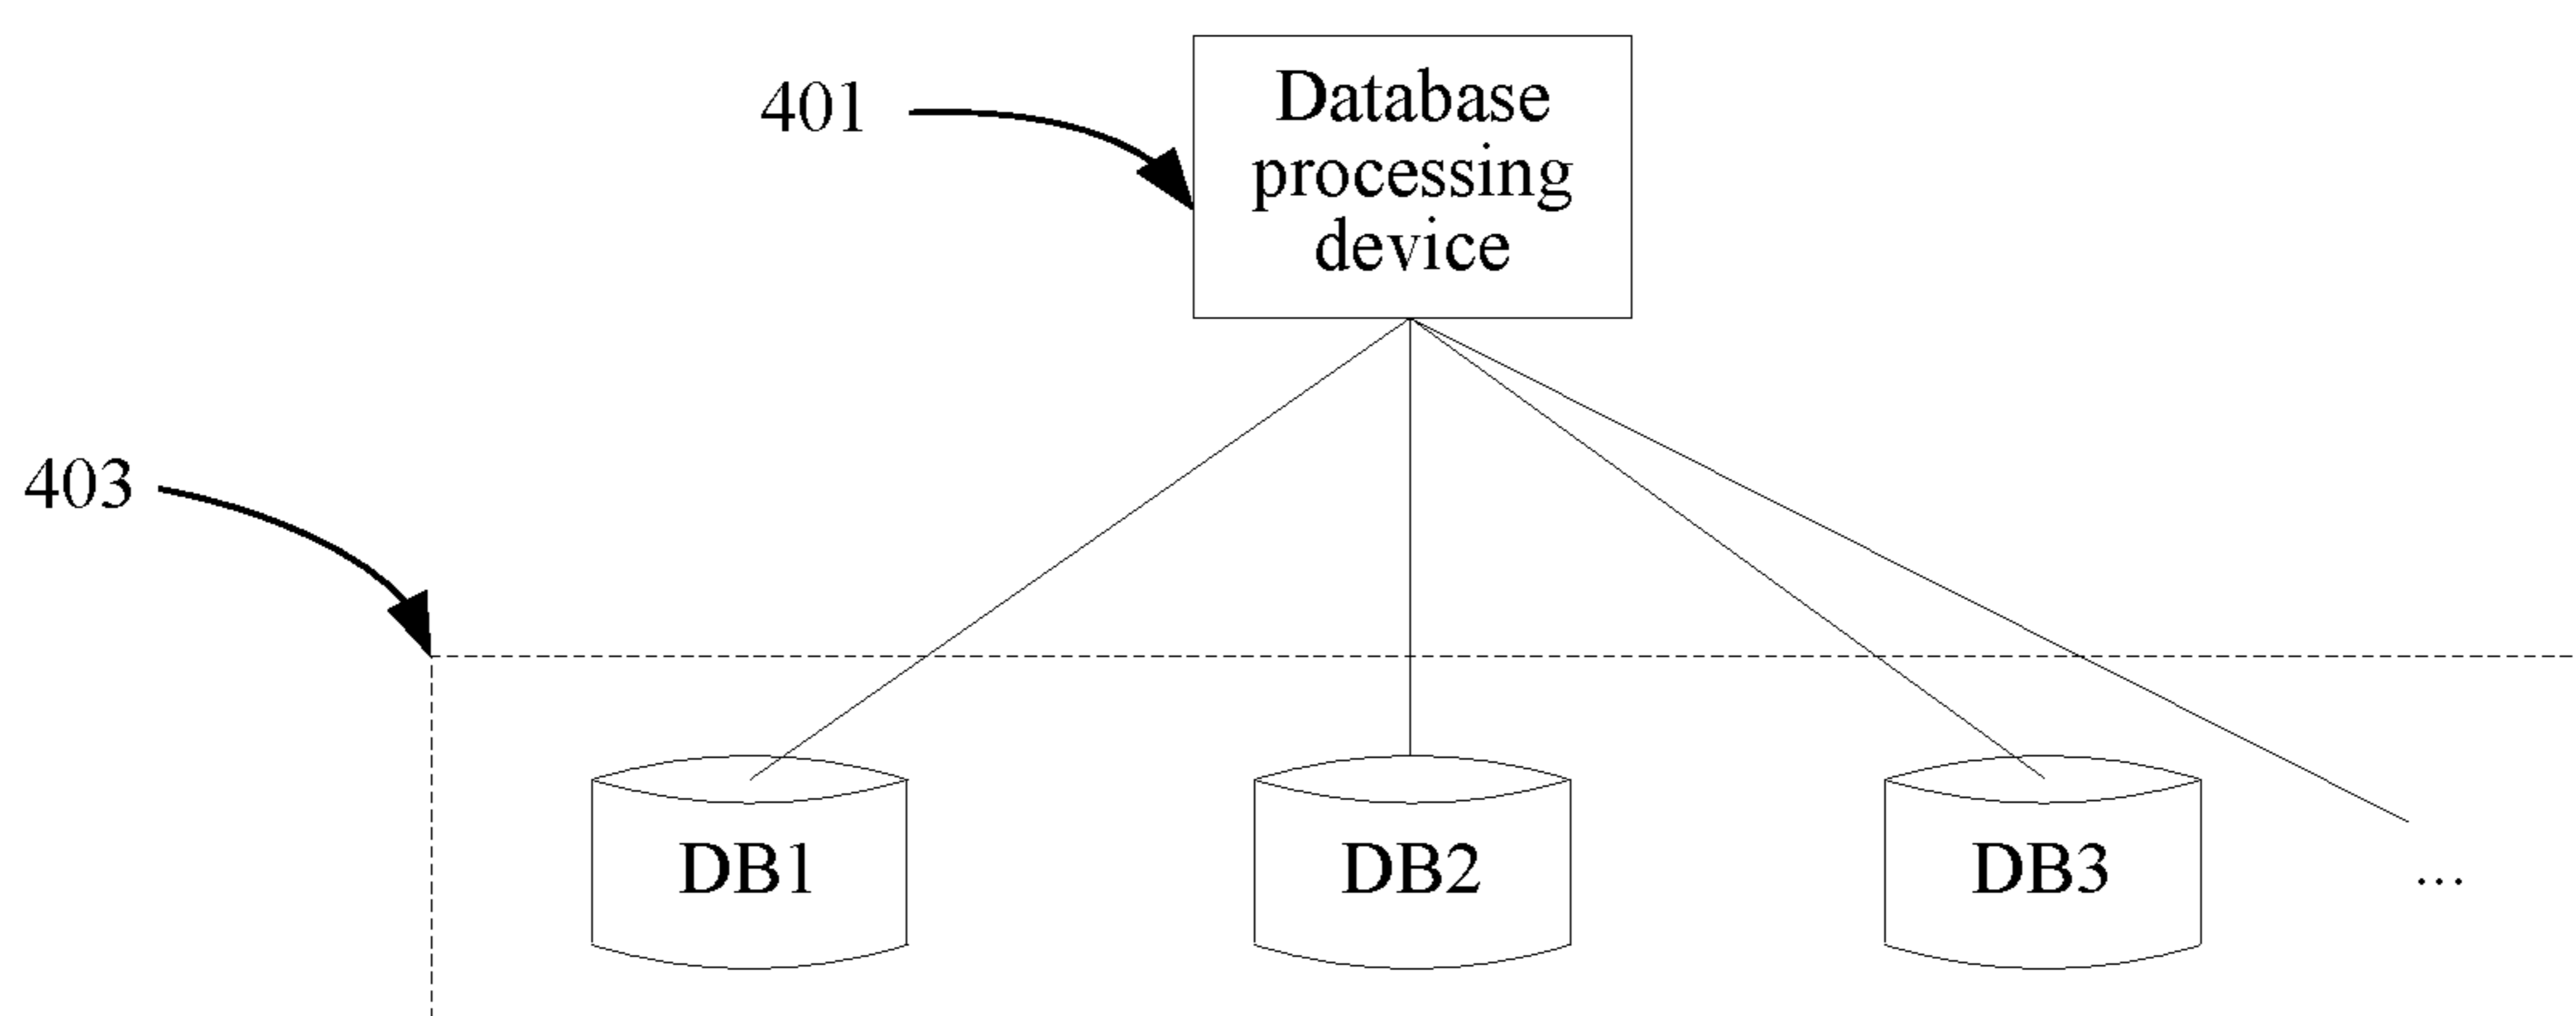 401
Database
processing
device
403
DB1
DB2
DB3
...